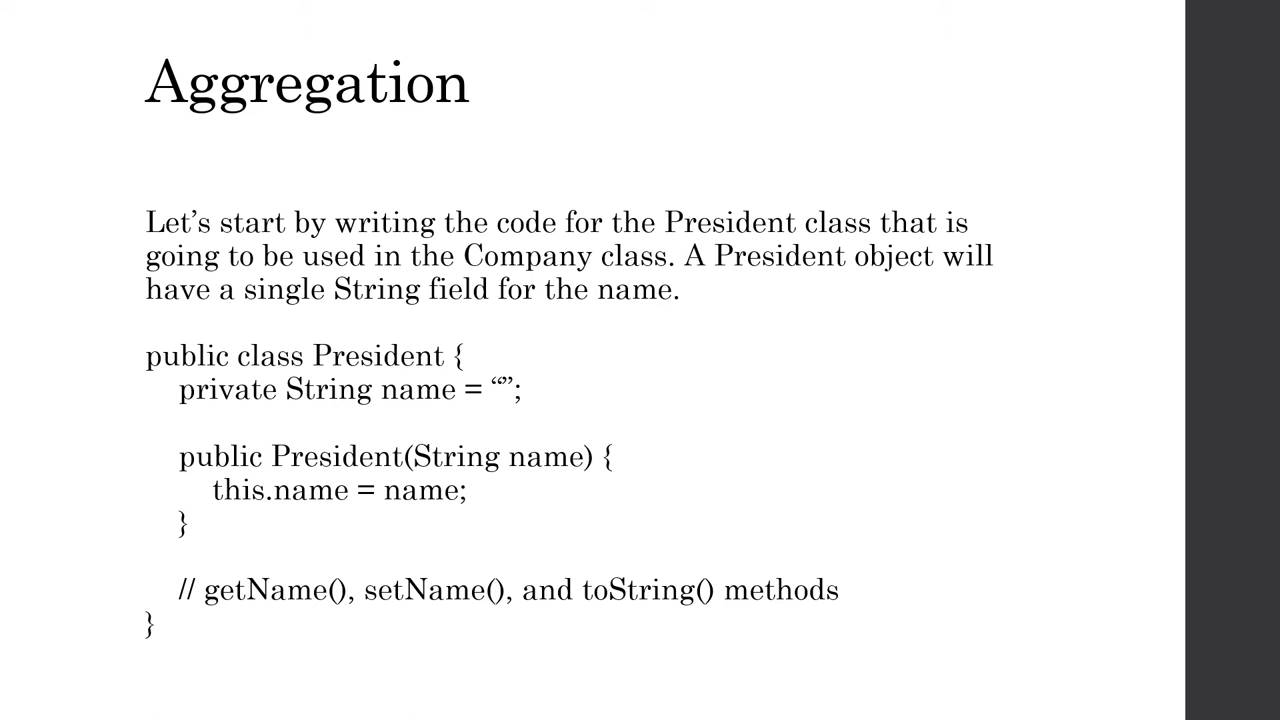 Aggregation
Let’s start by writing the code for the President class that is
going to be used in the Company class. A President object will
have a single String field for the name.
public class President {
private String name = “”;
public President(String name) {
this.name = name;
}
// getName(), setName(), and toString() methods
}